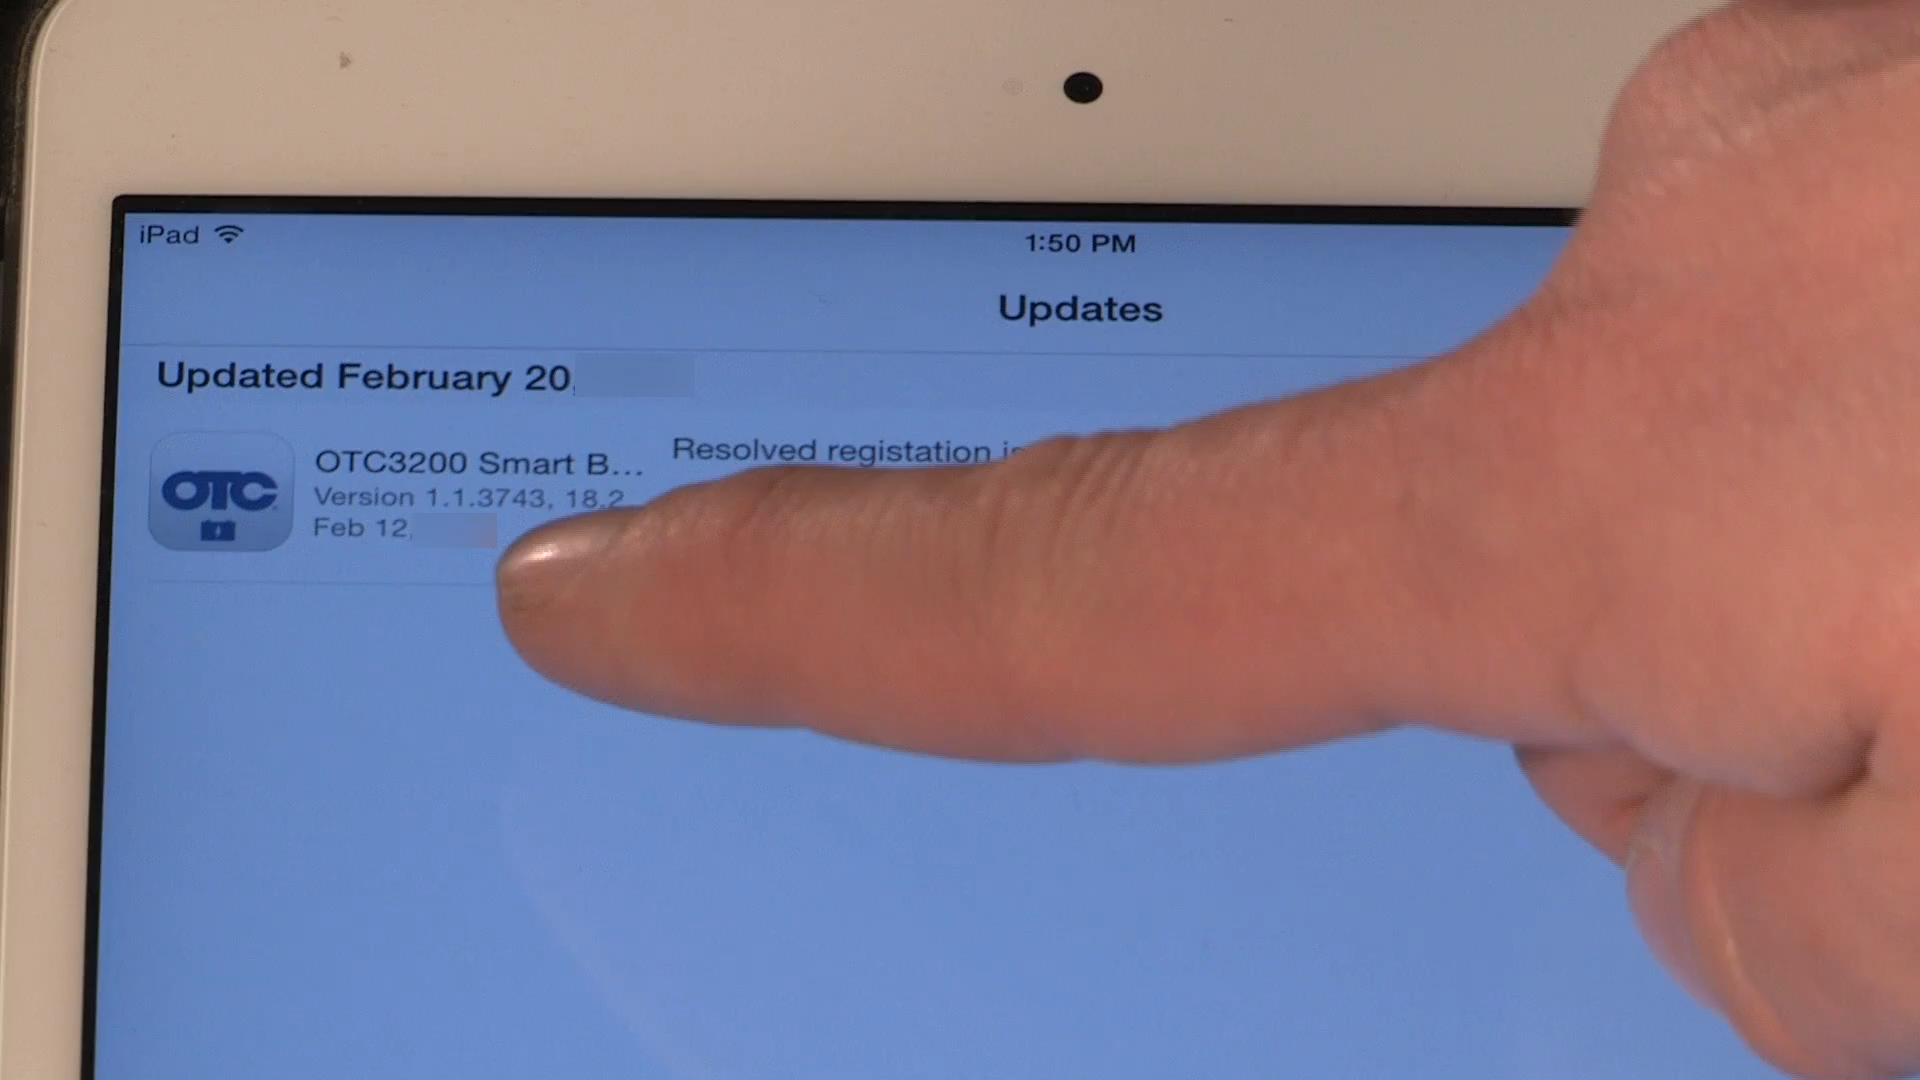 iPad
1:50 PM
Updates
Updated February 20,
OTC
OTC3200 Smart B...
Version 1.1.3743, 18.2
Feb 12,
Resolved registation